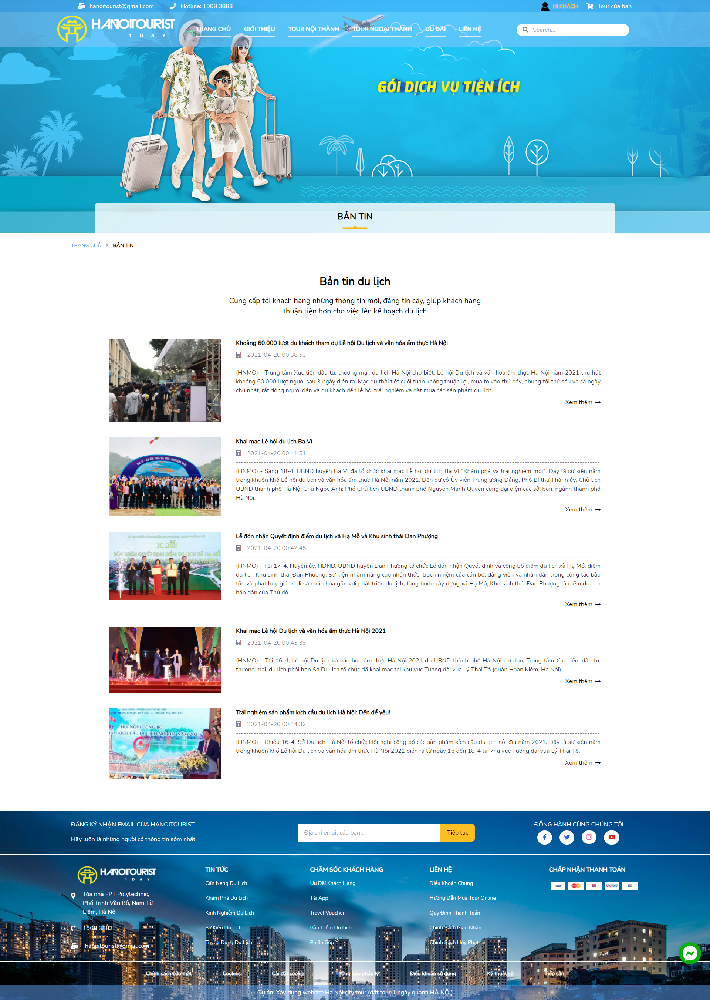 hanoitourist@gmail.com
Hotline: 1908 3883
HI KHÁCH
Tour của bạn
HANOITOURIST
1 DAY
TRANG CHỦ
GIỚI THIỆU
TOUR NỘI THÀNH
TOUR NGOẠI THÀNH
ƯU ĐÃI
LIÊN HỆ
Search...
GÓI DỊCH VỤ TIỆN ÍCH
BẢN TIN
TRANG CHỦ > BẢN TIN
Bản tin du lịch
Cung cấp tới khách hàng những thông tin mới, đáng tin cậy, giúp khách hàng
thuận tiện hơn cho việc lên kế hoạch du lịch
Khoảng 60.000 lượt du khách tham dự Lễ hội Du lịch và văn hóa ẩm thực Hà Nội
2021-04-20 00:38:53
(HNMO) - Trung tâm Xúc tiến đầu tư, thương mại, du lịch Hà Nội cho biết, Lễ hội Du lịch và văn hóa ẩm thực Hà Nội năm 2021 thu hút
khoảng 60.000 lượt người sau 3 ngày diễn ra. Mặc dù thời tiết cuối tuần không thuận lợi, mưa to vào thứ bảy, nhưng tối thứ sáu và cả ngày
chủ nhật, rất đông người dân và du khách đến lễ hội trải nghiệm và đặt mua các sản phẩm du lịch.
Xem thêm
BA VÌ - KHÁM PHÁ VÀ TRẢI NGHIỆM MỚI
KHAI TRƯƠNG
Khai mạc Lễ hội du lịch Ba Vì
2021-04-20 00:41:51
(HNMO) - Sáng 18-4, UBND huyện Ba Vì đã tổ chức khai mạc Lễ hội du lịch Ba Vì "Khám phá và trải nghiệm mới". Đây là sự kiện nằm
trong khuôn khổ Lễ hội du lịch và văn hóa ẩm thực Hà Nội năm 2021. Đến dự có Ủy viên Trung ương Đảng, Phó Bí thư Thành ủy, Chủ tịch
UBND thành phố Hà Nội Chu Ngọc Anh; Phó Chủ tịch UBND thành phố Nguyễn Mạnh Quyền cùng đại diện các sở, ban, ngành thành phố
Hà Nội.
Xem thêm
ỦY BAN NHÂN DÂN HUYỆN ĐAN PHƯỢNG, THÀNH PHỐ HÀ NỘI
LỄ
ĐÓN NHẬN QUYẾT ĐỊNH ĐIỂM DU LỊCH XÃ HẠ MỖ
Lễ đón nhận Quyết định điểm du lịch xã Hạ Mỗ và Khu sinh thái Đan Phượng
2021-04-20 00:42:45
(HNMO) - Tối 17-4, Huyện ủy, HĐND, UBND huyện Đan Phượng tổ chức Lễ đón nhận Quyết định và công bố điểm du lịch xã Hạ Mỗ, điểm
du lịch Khu sinh thái Đan Phượng. Sự kiện nhằm nâng cao nhận thức, trách nhiệm của cán bộ, đảng viên và nhân dân trong công tác bảo
tồn và phát huy giá trị di sản văn hóa gắn với phát triển du lịch, từng bước xây dựng xã Hạ Mỗ, Khu sinh thái Đan Phượng là điểm du lịch
hấp dẫn của Thủ đô.
Xem thêm
Khai mạc Lễ hội Du lịch và văn hóa ẩm thực Hà Nội 2021
2021-04-20 00:43:39
(HNMO) - Tối 16-4, Lễ hội Du lịch và văn hóa ẩm thực Hà Nội 2021 do UBND thành phố Hà Nội chỉ đạo, Trung tâm Xúc tiến, đầu tư,
thương mại, du lịch phối hợp Sở Du lịch tổ chức đã khai mạc tại khu vực Tượng đài vua Lý Thái Tổ (quận Hoàn Kiếm, Hà Nội).
Xem thêm
BAN NHÂN DÂN THÀNH PHỐ HÀ NỘI
LỊCH - TRUNG TÂM XÚC TIẾN ĐẦU TƯ, THƯƠNG MẠI, DU LỊCH
HỘI NGHỊ CÔNG BỐ
HẨM KÍCH CẦU DU LỊCH NỘI ĐỊA NĂM 2021
Trải nghiệm sản phẩm kích cầu du lịch Hà Nội: Đến để yêu!
2021-04-20 00:44:32
(HNMO) - Chiều 16-4, Sở Du lịch Hà Nội tổ chức Hội nghị công bố các sản phẩm kích cầu du lịch nội địa năm 2021. Đây là sự kiện nằm
trong khuôn khổ Lễ hội Du lịch và văn hóa ẩm thực Hà Nội 2021 diễn ra từ ngày 16 đến 18-4 tại khu vực Tượng đài vua Lý Thái Tổ.
Xem thêm
ĐĂNG KÝ NHẬN EMAIL CỦA HANOITOURIST
Hãy luôn là những người có thông tin sớm nhất
Địa chỉ email của bạn ...
Tiếp tục
ĐỒNG HÀNH CÙNG CHÚNG TÔI
HANOITOURIST
1 DAY
Tòa nhà FPT Polytechnic,
Phố Trịnh Văn Bô, Nam Từ
Liêm, Hà Nội
1908 3883
hanoitourist@gmail.com
TIN TỨC
Cẩn Nang Du Lịch
Khám Phá Du Lịch
Kinh Nghiệm Du Lịch
Sự Kiện Du Lịch
Tuyển Dụng Du Lịch
CHĂM SÓC KHÁCH HÀNG
Ưu Đãi Khách Hàng
Tải App
Travel Voucher
Bảo Hiểm Du Lịch
Phiếu Góp Ý
LIÊN HỆ
Điều Khoản Chung
Hướng Dẫn Mua Tour Online
Quy Định Thanh Toán
Chính Sách Giao Nhận
Chính Sách Hủy Phạt
CHẤP NHẬN THANH TOÁN
VISA
VNPAY
JCB
Chính sách bảo mật
Cookies
Cài đặt cookie
Thông báo pháp lý
Điều khoản sử dụng
Kỹ thuật số
Tiếp cận
Dự án: Xây dựng website Hà Nội city tour (đặt tour 1 ngày quanh HÀ NỘI)